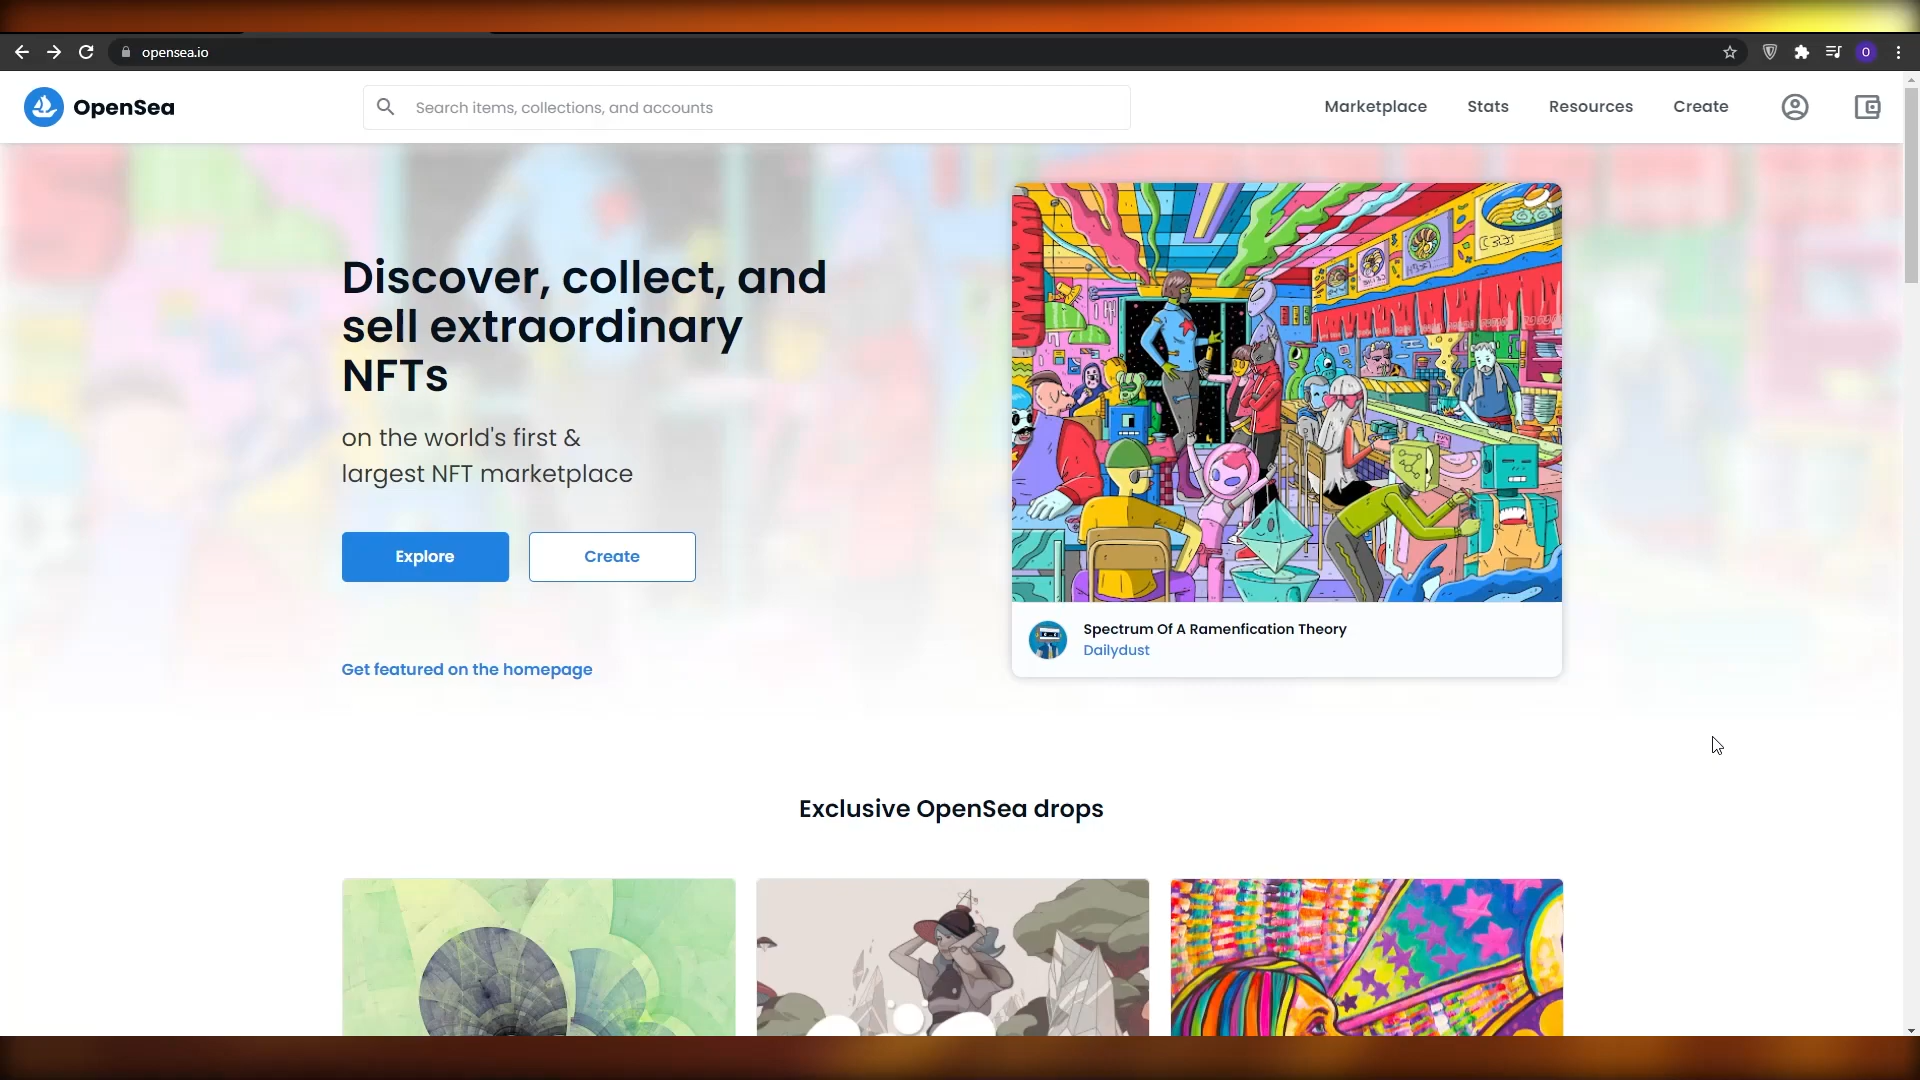 opensea.io
O
OpenSea
Search items, collections, and accounts
Marketplace
Stats
Resources
Create
Discover, collect, and
sell extraordinary
NFTs
on the world's first &
largest NFT marketplace
Explore
Create
Get featured on the homepage
Spectrum Of A Ramenfication Theory
Dailydust
Exclusive OpenSea drops